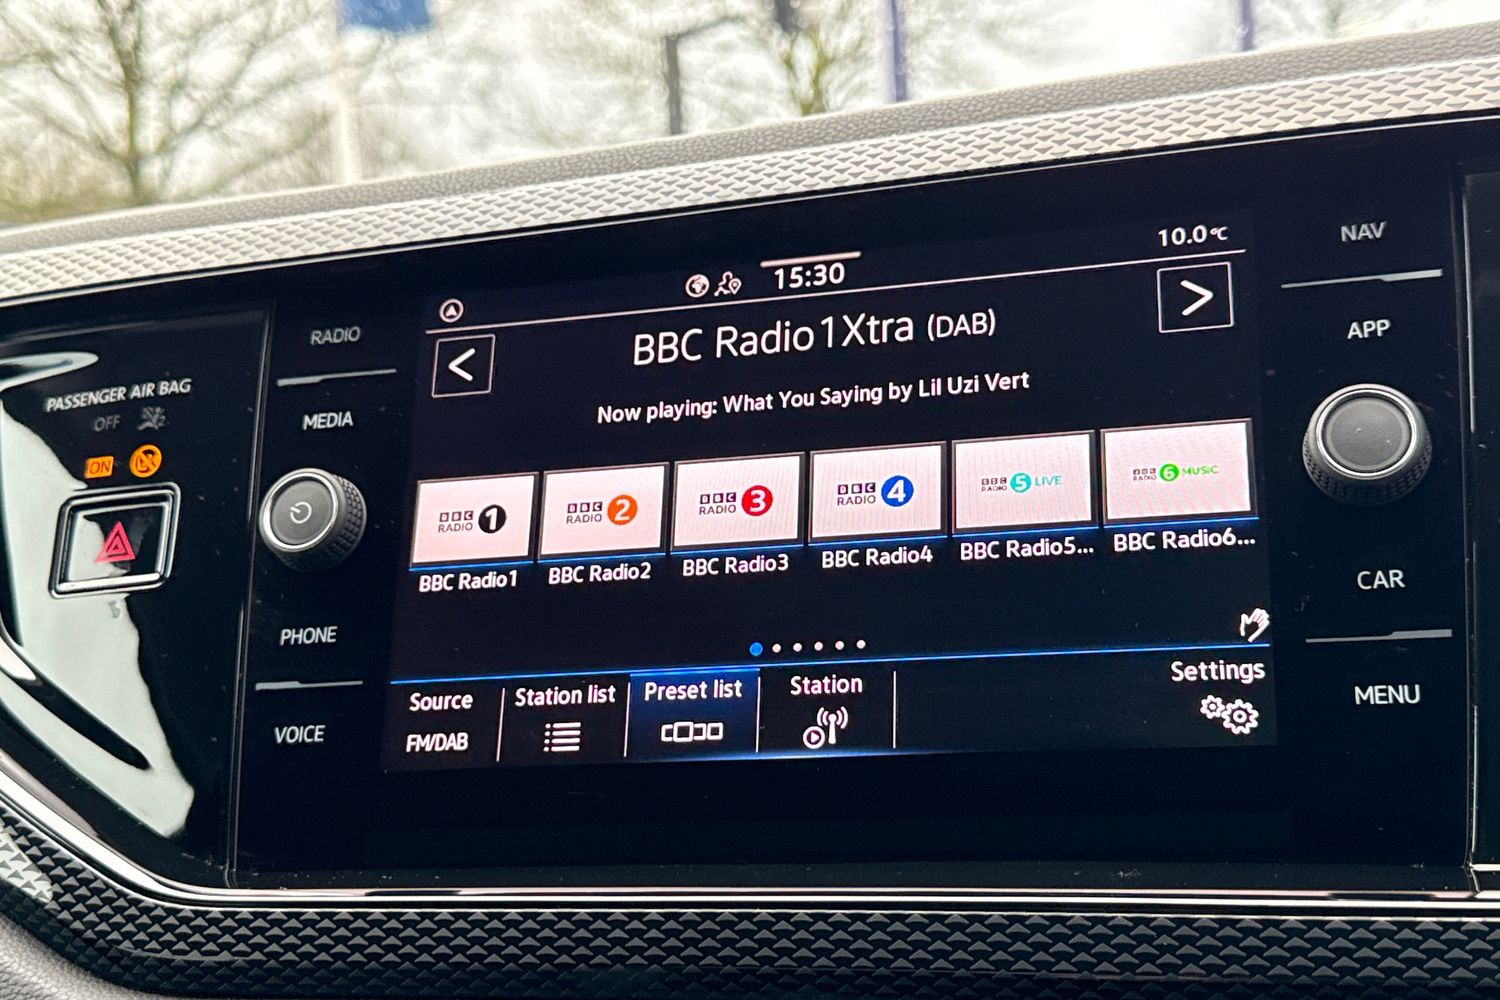 PASSENGER AIR BAG
OFF
ON
RADIO
MEDIA
PHONE
VOICE
15:30
10.0°C
<
BBC Radio1Xtra (DAB)
>
Now playing: What You Saying by Lil Uzi Vert
BBC RADIO 1
BBC RADIO 2
BBC RADIO 3
BBC RADIO 4
BBC RADIO 5 LIVE
BBC RADIO 6 MUSIC
BBC Radio1
BBC Radio2
BBC Radio3
BBC Radio4
BBC Radio5...
BBC Radio6...
Source
FM/DAB
Station list
Preset list
Station
Settings
NAV
APP
CAR
MENU